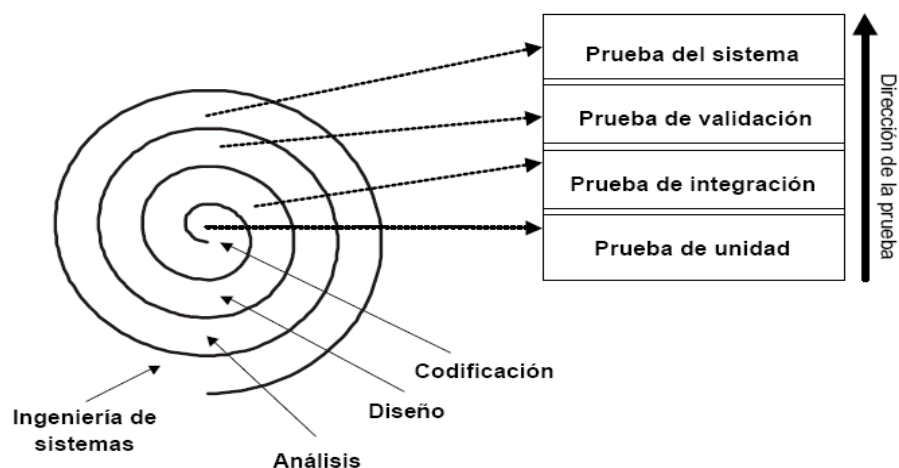 Prueba del sistema
Prueba de validación
Prueba de integración
Prueba de unidad
Dirección de la prueba
Codificación
Diseño
Ingeniería de
sistemas
Análisis